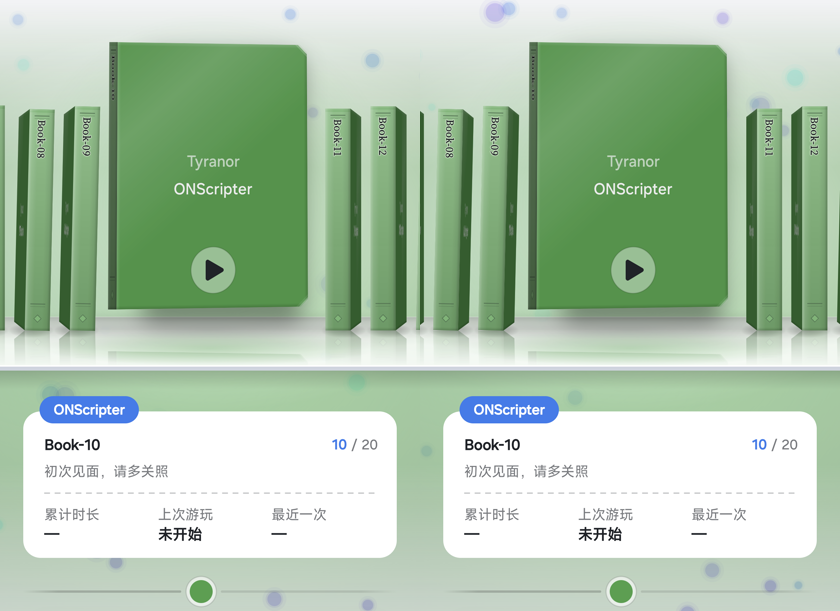 Book-08
Book-09
Tyranor
ONScripter
Book-11
Book-12
ONScripter
Book-10
10 / 20
初次见面，请多关照
累计时长 上次游玩 最近一次
— 未开始 —
Book-08
Book-09
Tyranor
ONScripter
Book-11
Book-12
ONScripter
Book-10
10 / 20
初次见面，请多关照
累计时长 上次游玩 最近一次
— 未开始 —